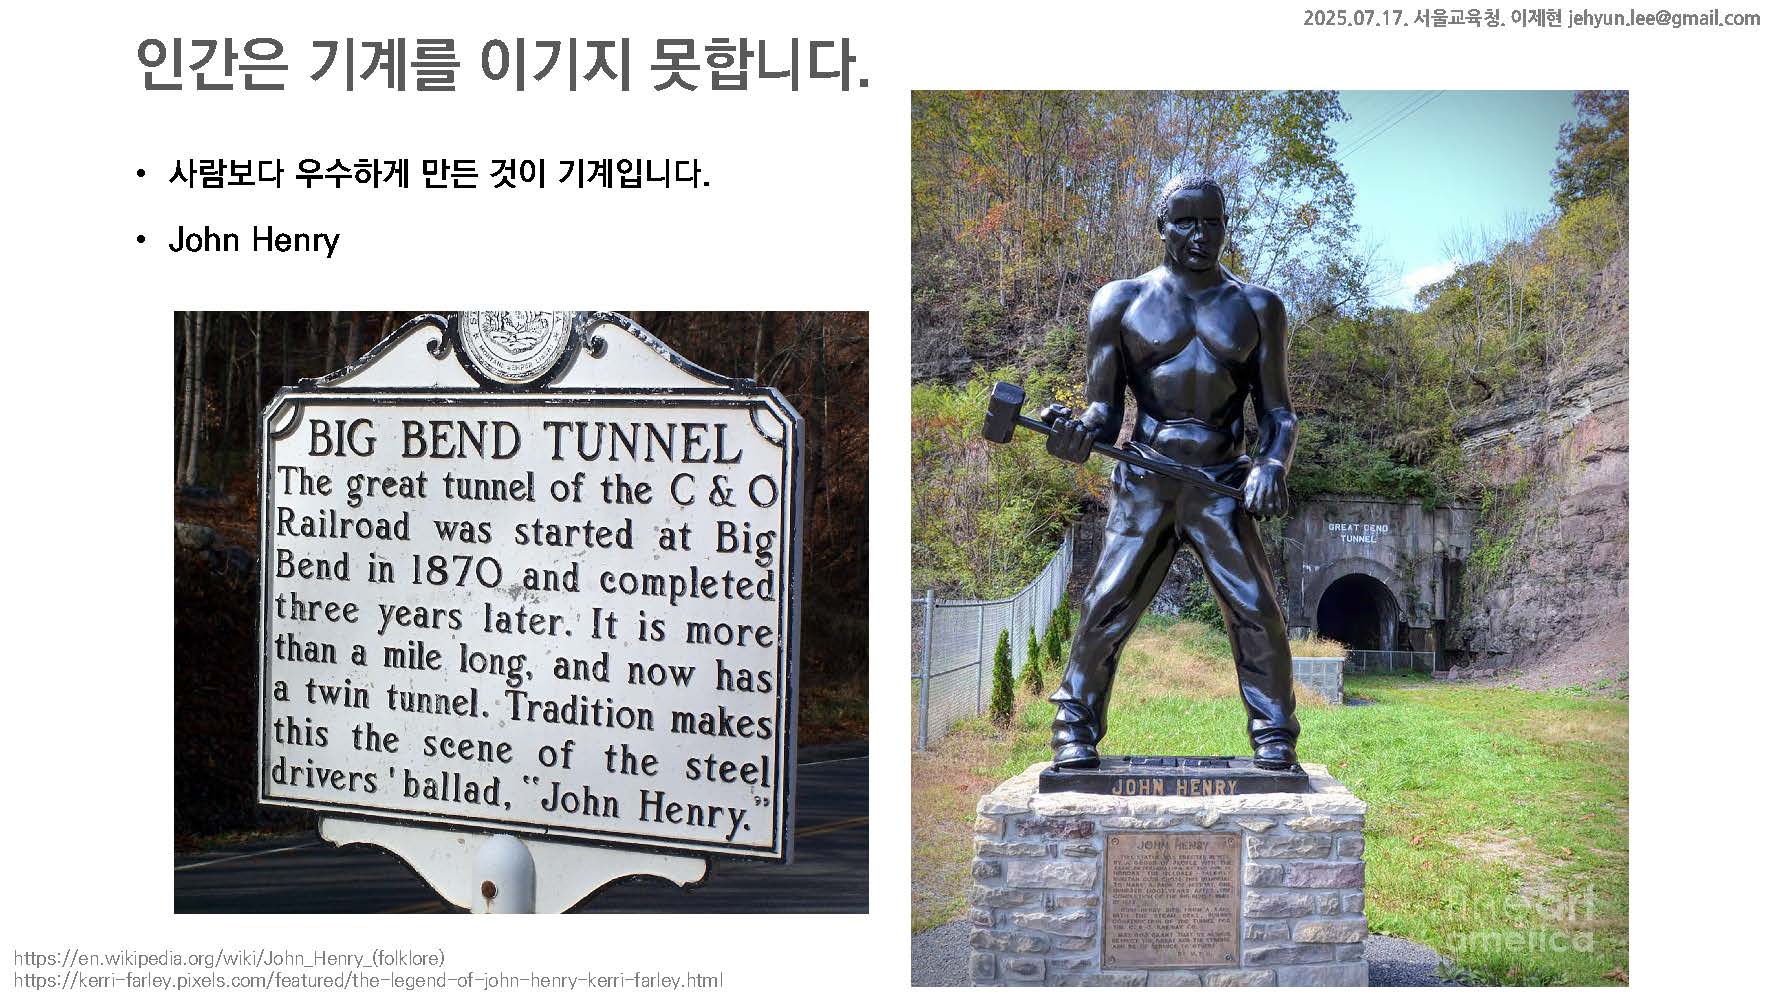 2025.07.17. 서울교육청. 이제현 jehyun.lee@gmail.com
인간은 기계를 이기지 못합니다.
• 사람보다 우수하게 만든 것이 기계입니다.
• John Henry
BIG BEND TUNNEL
The great tunnel of the C & O
Railroad was started at Big
Bend in 1870 and completed
three years later. It is more
than a mile long, and now has
a twin tunnel. Tradition makes
this the scene of the steel
drivers' ballad, "John Henry."
GREAT BEND
TUNNEL
JOHN HENRY
JOHN HENRY
fineart
america
https://en.wikipedia.org/wiki/John_Henry_(folklore)
https://kerri-farley.pixels.com/featured/the-legend-of-john-henry-kerri-farley.html